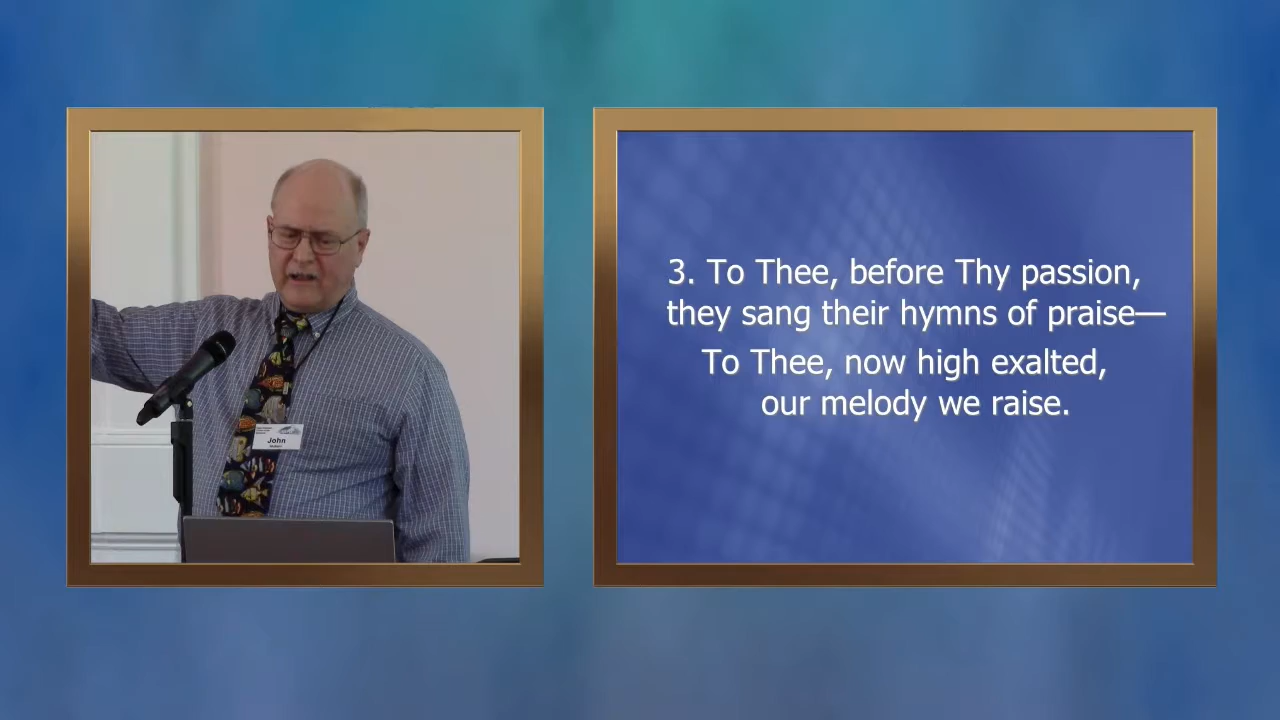 John
3. To Thee, before Thy passion,
they sang their hymns of praise—
To Thee, now high exalted,
our melody we raise.